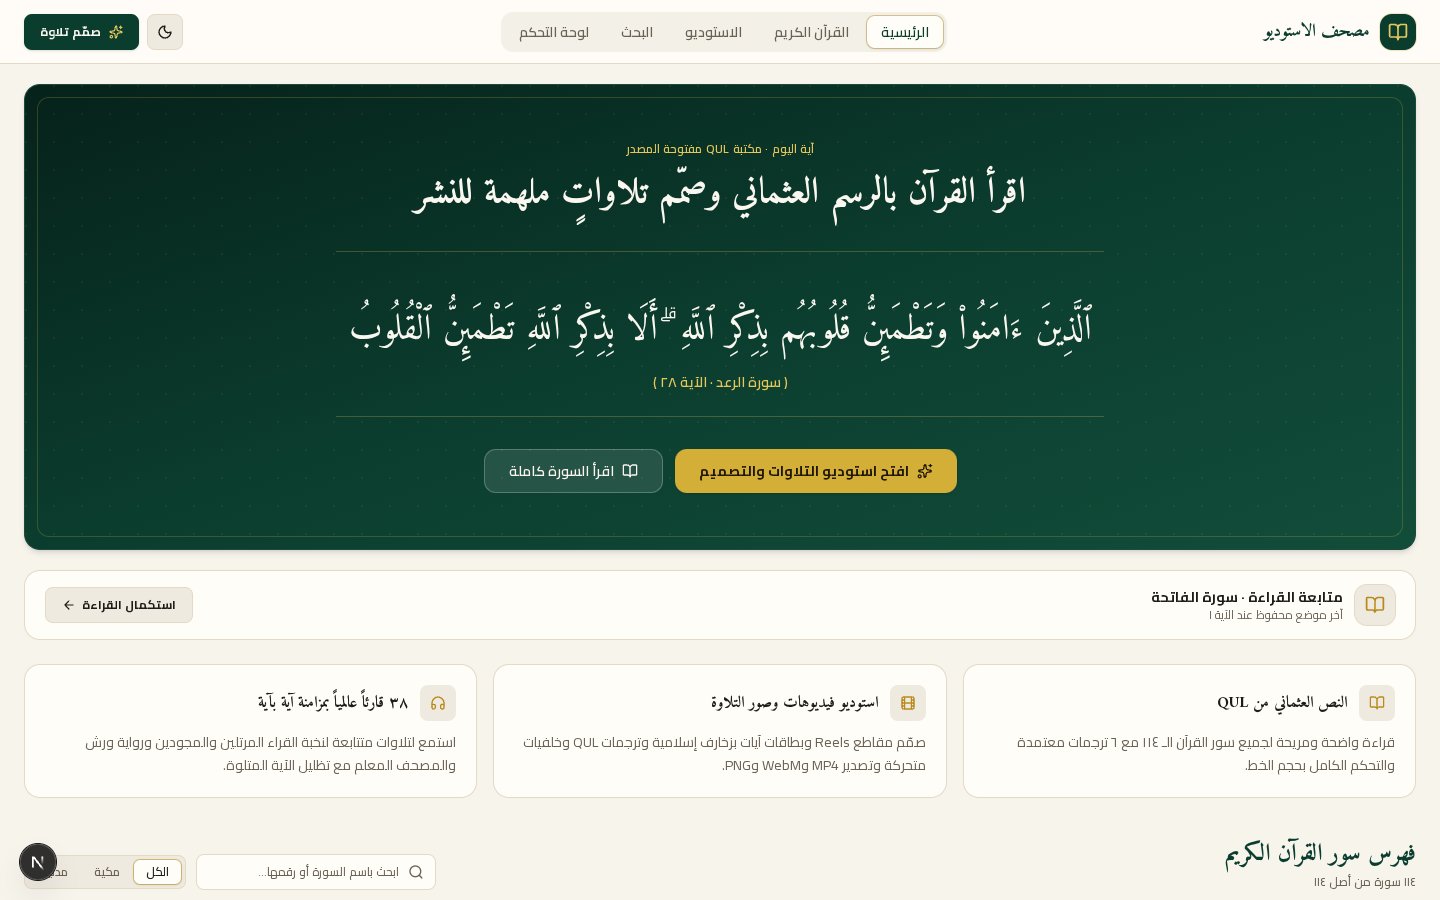 مصحف الاستوديو
الرئيسية
القرآن الكريم
الاستوديو
البحث
لوحة التحكم
صمّم تلاوة
آية اليوم · مكتبة QUL مفتوحة المصدر
اقرأ القرآن بالرسم العثماني وصمّم تلاواتٍ ملهمة للنشر
ٱلَّذِينَ ءَامَنُوا۟ وَتَطْمَئِنُّ قُلُوبُهُم بِذِكْرِ ٱللَّهِ ۗ أَلَا بِذِكْرِ ٱللَّهِ تَطْمَئِنُّ ٱلْقُلُوبُ
( سورة الرعد · الآية ٢٨ )
افتح استوديو التلاوات والتصميم
اقرأ السورة كاملة
متابعة القراءة · سورة الفاتحة
آخر موضع محفوظ عند الآية ١
استكمال القراءة
النص العثماني من QUL
قراءة واضحة ومريحة لجميع سور القرآن الـ ١١٤ مع ٦ ترجمات معتمدة
والتحكم الكامل بحجم الخط.
استوديو فيديوهات وصور التلاوة
صمّم مقاطع Reels وبطاقات آيات بزخارف إسلامية وترجمات QUL وخلفيات
متحركة وتصدير MP4 وWebM وPNG.
٣٨ قارئاً عالمياً بمزامنة آية بآية
استمع لتلاوات متتابعة لنخبة القراء المرتلين والمجودين ورواية ورش
والمصحف المعلم مع تظليل الآية المتلوة.
فهرس سور القرآن الكريم
١١٤ سورة من أصل ١١٤
ابحث باسم السورة أو رقمها...
الكل
مكية
N